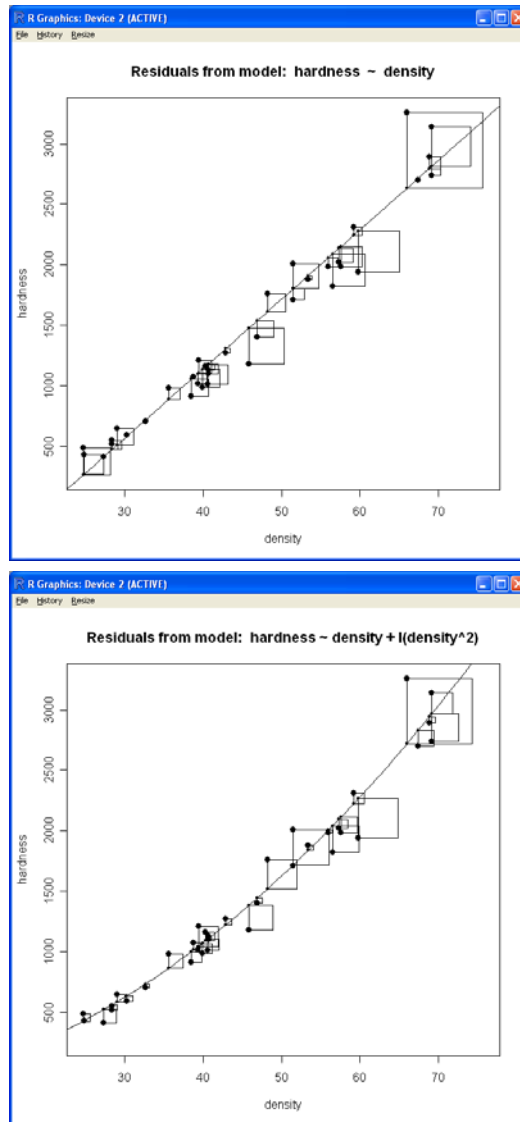 R Graphics: Device 2 (ACTIVE)
File History Resize
Residuals from model: hardness ~ density
hardness
3000
2500
2000
1500
1000
500
30 40 50 60 70
density
R Graphics: Device 2 (ACTIVE)
File History Resize
Residuals from model: hardness ~ density + I(density^2)
hardness
3000
2500
2000
1500
1000
500
30 40 50 60 70
density